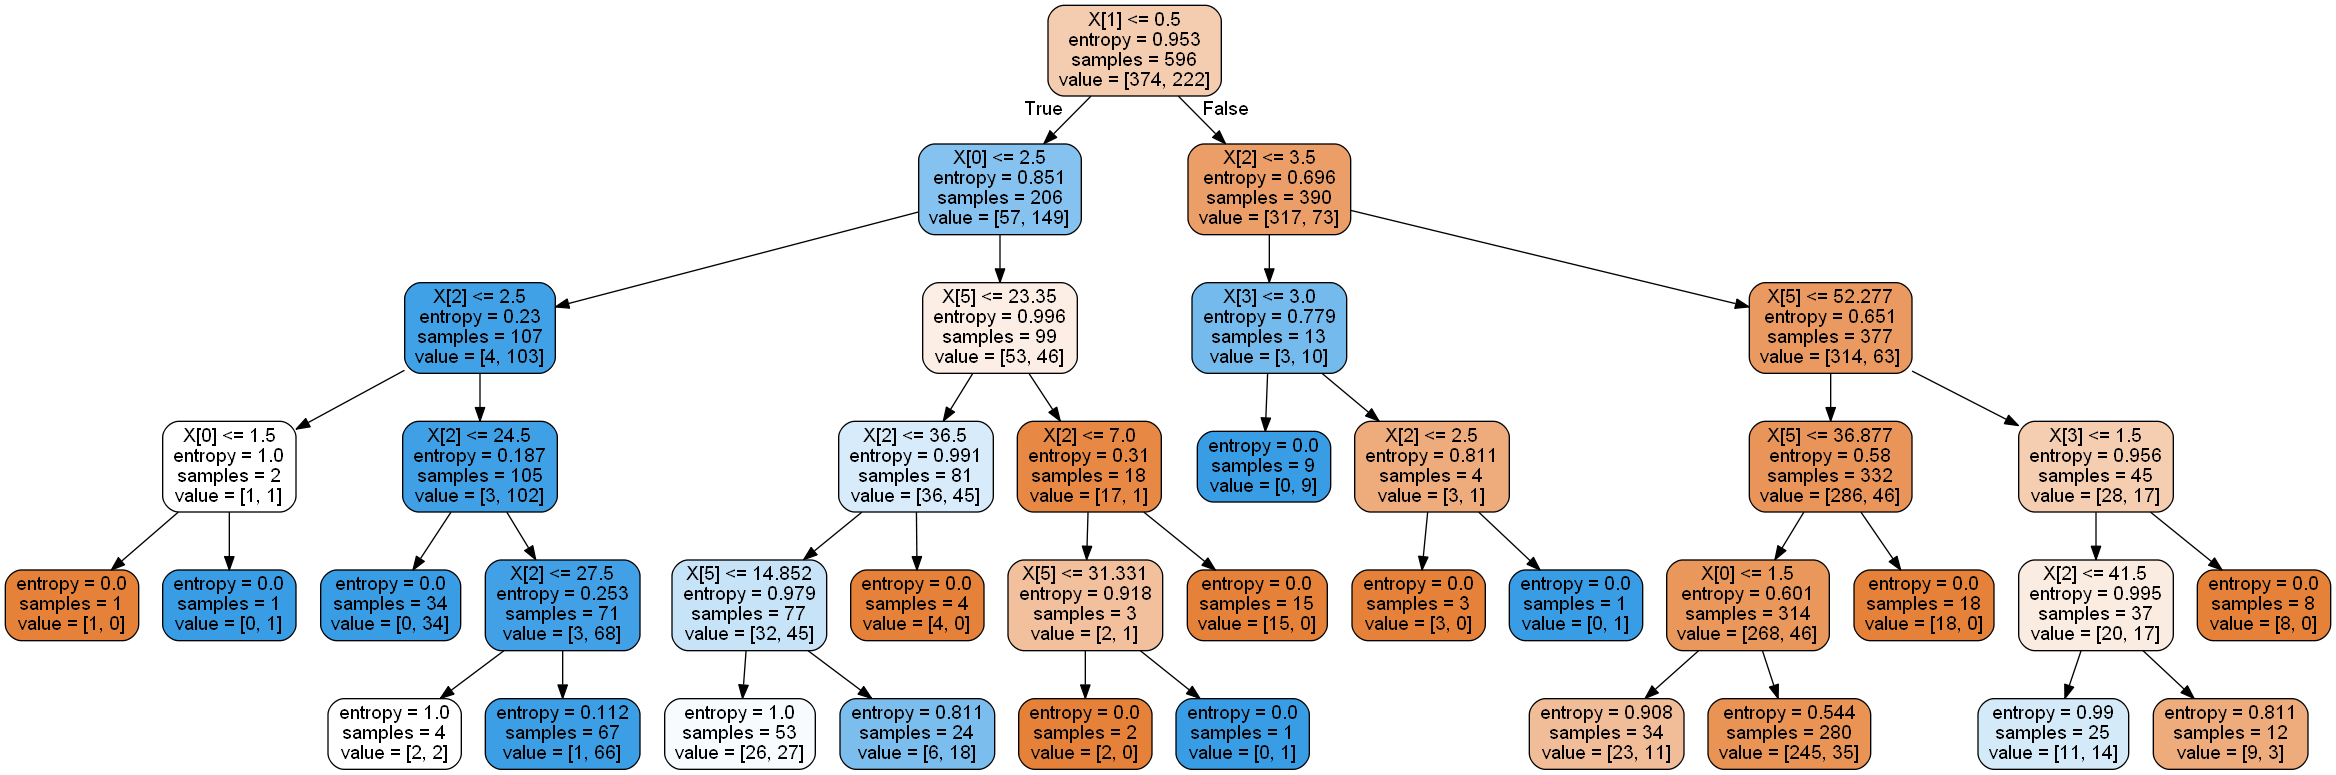 X[1] <= 0.5
entropy = 0.953
samples = 596
value = [374, 222]
True
False
X[0] <= 2.5
entropy = 0.851
samples = 206
value = [57, 149]
X[2] <= 3.5
entropy = 0.696
samples = 390
value = [317, 73]
X[2] <= 2.5
entropy = 0.23
samples = 107
value = [4, 103]
X[5] <= 23.35
entropy = 0.996
samples = 99
value = [53, 46]
X[3] <= 3.0
entropy = 0.779
samples = 13
value = [3, 10]
X[5] <= 52.277
entropy = 0.651
samples = 377
value = [314, 63]
X[0] <= 1.5
entropy = 1.0
samples = 2
value = [1, 1]
X[2] <= 24.5
entropy = 0.187
samples = 105
value = [3, 102]
X[2] <= 36.5
entropy = 0.991
samples = 81
value = [36, 45]
X[2] <= 7.0
entropy = 0.31
samples = 18
value = [17, 1]
entropy = 0.0
samples = 9
value = [0, 9]
X[2] <= 2.5
entropy = 0.811
samples = 4
value = [3, 1]
X[5] <= 36.877
entropy = 0.58
samples = 332
value = [286, 46]
X[3] <= 1.5
entropy = 0.956
samples = 45
value = [28, 17]
entropy = 0.0
samples = 1
value = [1, 0]
entropy = 0.0
samples = 1
value = [0, 1]
entropy = 0.0
samples = 34
value = [0, 34]
X[2] <= 27.5
entropy = 0.253
samples = 71
value = [3, 68]
X[5] <= 14.852
entropy = 0.979
samples = 77
value = [32, 45]
entropy = 0.0
samples = 4
value = [4, 0]
X[5] <= 31.331
entropy = 0.918
samples = 3
value = [2, 1]
entropy = 0.0
samples = 15
value = [15, 0]
entropy = 0.0
samples = 3
value = [3, 0]
entropy = 0.0
samples = 1
value = [0, 1]
X[0] <= 1.5
entropy = 0.601
samples = 314
value = [268, 46]
entropy = 0.0
samples = 18
value = [18, 0]
X[2] <= 41.5
entropy = 0.995
samples = 37
value = [20, 17]
entropy = 0.0
samples = 8
value = [8, 0]
entropy = 1.0
samples = 4
value = [2, 2]
entropy = 0.112
samples = 67
value = [1, 66]
entropy = 1.0
samples = 53
value = [26, 27]
entropy = 0.811
samples = 24
value = [6, 18]
entropy = 0.0
samples = 2
value = [2, 0]
entropy = 0.0
samples = 1
value = [0, 1]
entropy = 0.908
samples = 34
value = [23, 11]
entropy = 0.544
samples = 280
value = [245, 35]
entropy = 0.99
samples = 25
value = [11, 14]
entropy = 0.811
samples = 12
value = [9, 3]